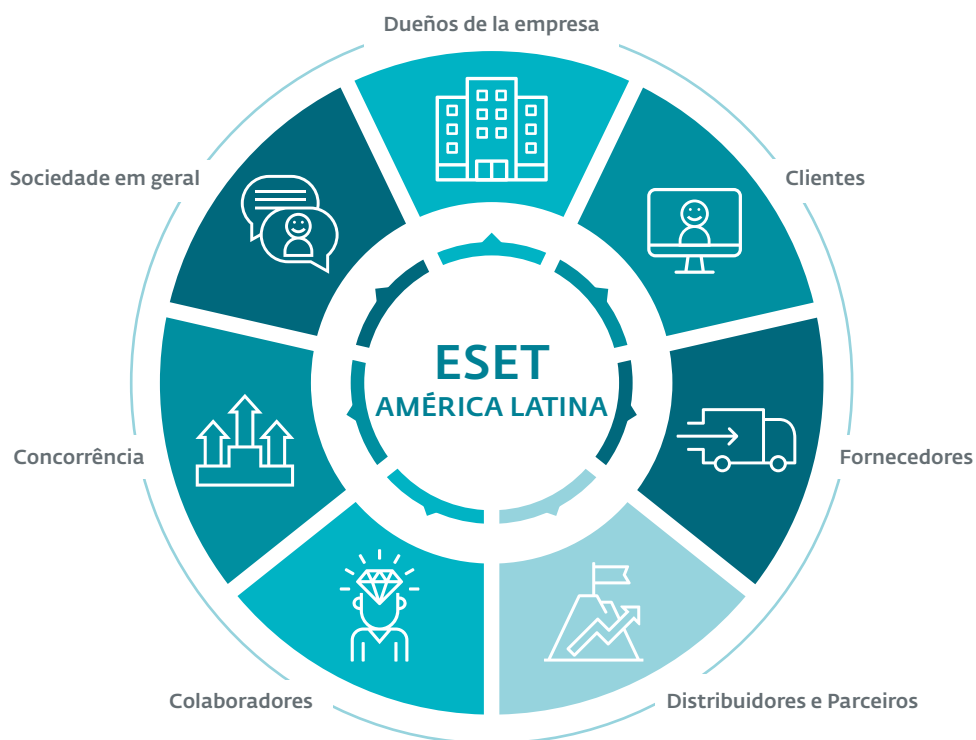 Dueños de la empresa
Sociedade em geral
Clientes
ESET
AMÉRICA LATINA
Concorrência
Fornecedores
Colaboradores
Distribuidores e Parceiros